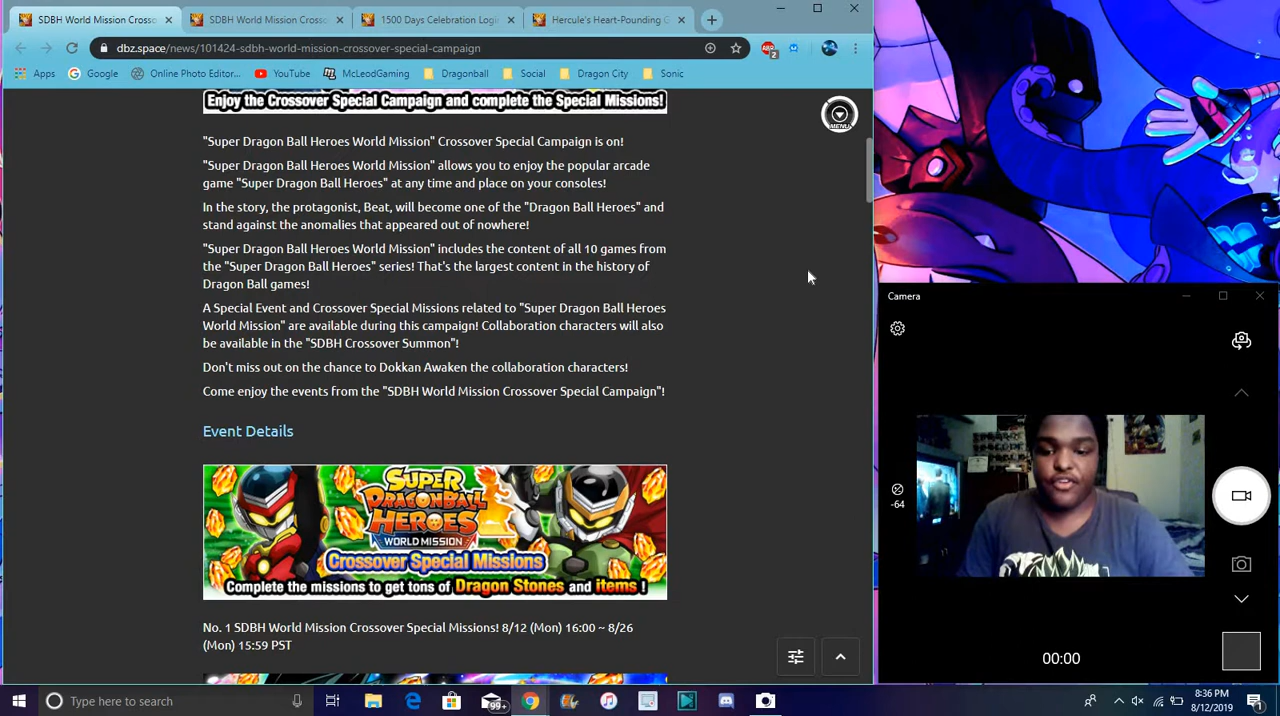 SDBH World Mission Crosso
SDBH World Mission Crosso
1500 Days Celebration Logi
Hercule's Heart-Pounding G
dbz.space/news/101424-sdbh-world-mission-crossover-special-campaign
ABP
2
Apps
Google
Online Photo Editor...
YouTube
McLeodGaming
Dragonball
Social
Dragon City
Sonic
Enjoy the Crossover Special Campaign and complete the Special Missions!
MENU
"Super Dragon Ball Heroes World Mission" Crossover Special Campaign is on!
"Super Dragon Ball Heroes World Mission" allows you to enjoy the popular arcade
game "Super Dragon Ball Heroes" at any time and place on your consoles!
In the story, the protagonist, Beat, will become one of the "Dragon Ball Heroes" and
stand against the anomalies that appeared out of nowhere!
"Super Dragon Ball Heroes World Mission" includes the content of all 10 games from
the "Super Dragon Ball Heroes" series! That's the largest content in the history of
Dragon Ball games!
A Special Event and Crossover Special Missions related to "Super Dragon Ball Heroes
World Mission" are available during this campaign! Collaboration characters will also
be available in the "SDBH Crossover Summon"!
Don't miss out on the chance to Dokkan Awaken the collaboration characters!
Come enjoy the events from the "SDBH World Mission Crossover Special Campaign"!
Event Details
SUPER
DRAGONBALL
HEROES
WORLD MISSION
Crossover Special Missions
Complete the missions to get tons of Dragon Stones and items !
No. 1 SDBH World Mission Crossover Special Missions! 8/12 (Mon) 16:00 ~ 8/26
(Mon) 15:59 PST
Camera
-64
00:00
Type here to search
99+
8:36 PM
8/12/2019
1